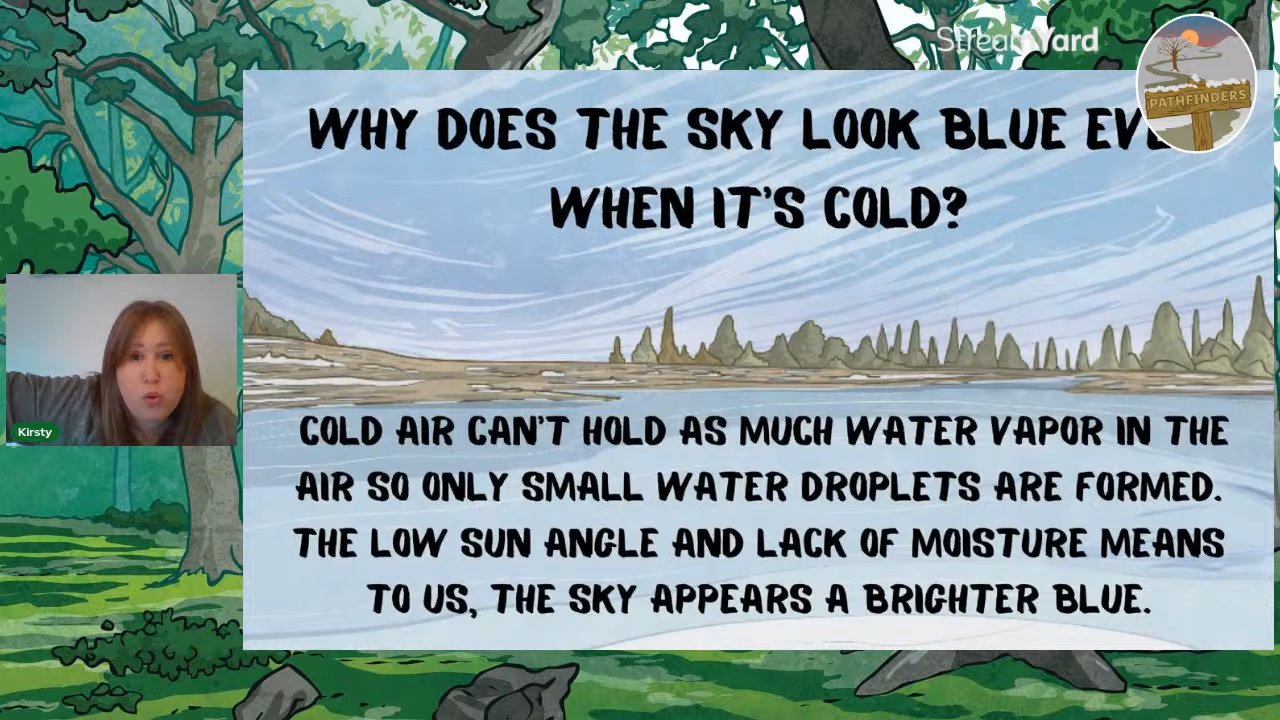 StreamYard
PATHFINDERS
WHY DOES THE SKY LOOK BLUE
WHEN IT'S COLD?
COLD AIR CAN'T HOLD AS MUCH WATER VAPOR IN THE
AIR SO ONLY SMALL WATER DROPLETS ARE FORMED.
THE LOW SUN ANGLE AND LACK OF MOISTURE MEANS
TO US, THE SKY APPEARS A BRIGHTER BLUE.
Kirsty